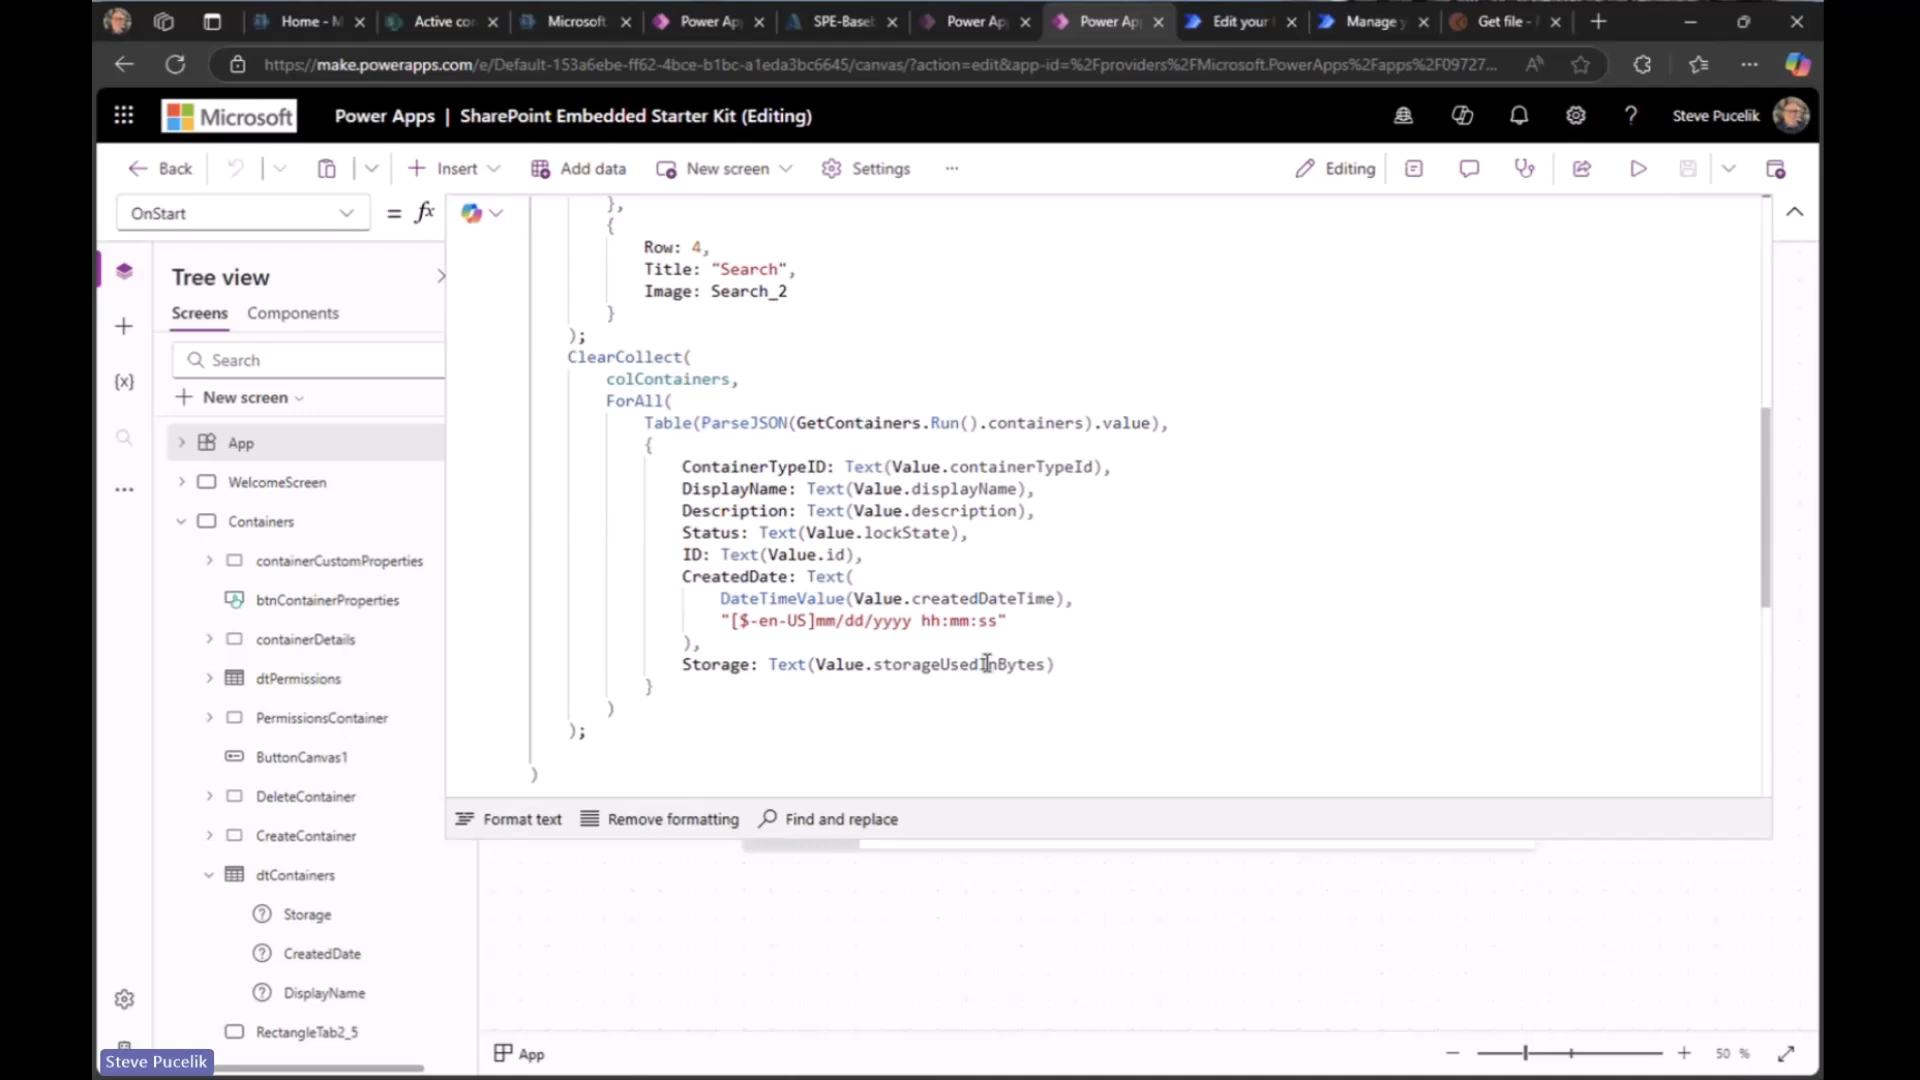 Home - M
Active co
Microsoft
Power Ap
SPE-Base
Power Ap
Power Ap
Edit your
Manage y
Get file -
https://make.powerapps.com/e/Default-153a6ebe-ff62-4bce-b1bc-a1eda3bc6645/canvas/?action=edit&app-id=%2Fproviders%2FMicrosoft.PowerApps%2Fapps%2F09727...
Microsoft
Power Apps | SharePoint Embedded Starter Kit (Editing)
Steve Pucelik
Back
Insert
Add data
New screen
Settings
Editing
OnStart
= fx
},
{
Row: 4,
Title: "Search",
Image: Search_2
}
);
ClearCollect(
colContainers,
ForAll(
Table(ParseJSON(GetContainers.Run().containers).value),
{
ContainerTypeID: Text(Value.containerTypeId),
DisplayName: Text(Value.displayName),
Description: Text(Value.description),
Status: Text(Value.lockState),
ID: Text(Value.id),
CreatedDate: Text(
DateTimeValue(Value.createdDateTime),
"[$-en-US]mm/dd/yyyy hh:mm:ss"
),
Storage: Text(Value.storageUsedInBytes)
}
)
);
)
Format text
Remove formatting
Find and replace
Tree view
Screens
Components
Search
New screen
App
WelcomeScreen
Containers
containerCustomProperties
btnContainerProperties
containerDetails
dtPermissions
PermissionsContainer
ButtonCanvas1
DeleteContainer
CreateContainer
dtContainers
Storage
CreatedDate
DisplayName
RectangleTab2_5
Steve Pucelik
App
50 %